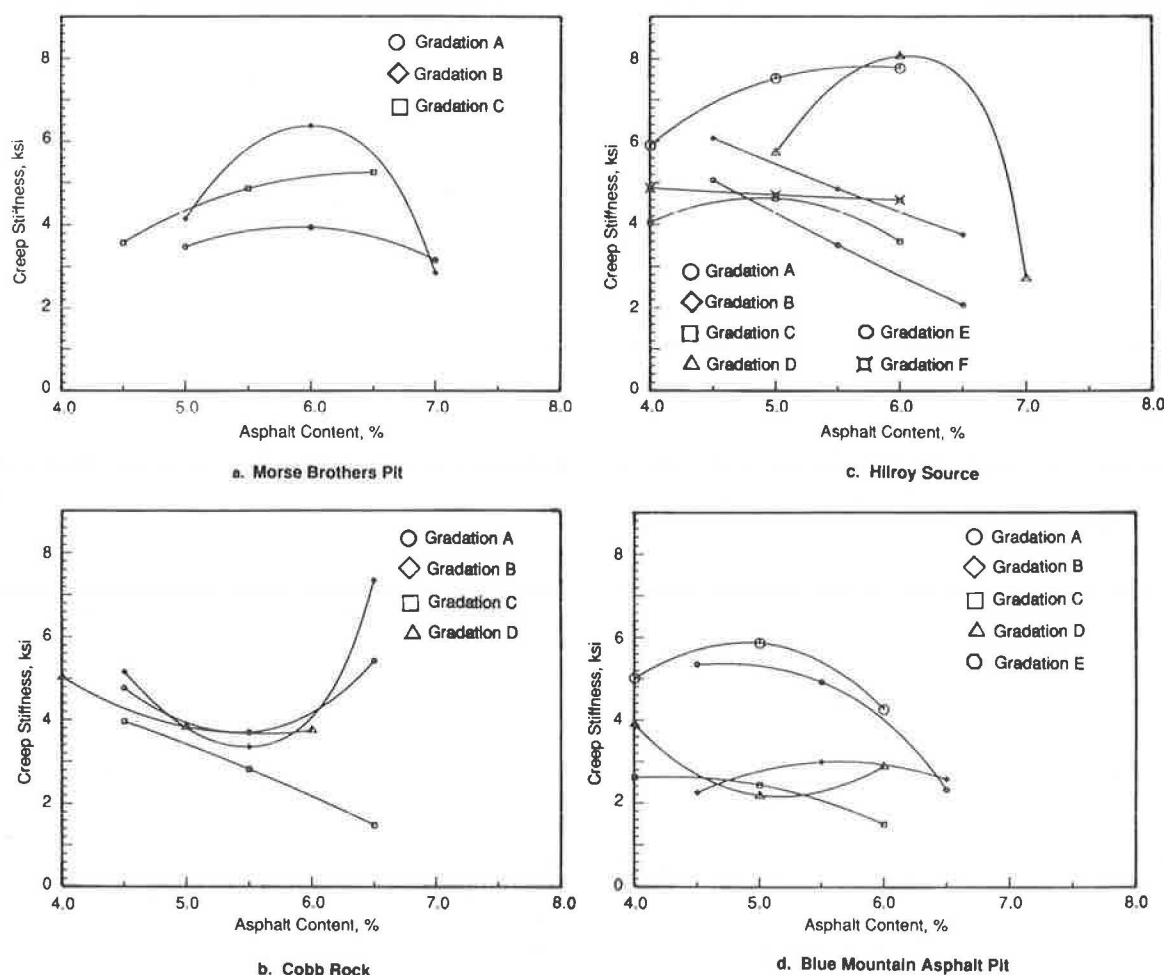 8
6
4
2
0
Creep Stiffness, ksi
Gradation A
Gradation B
Gradation C
4.0 5.0 6.0 7.0 8.0
Asphalt Content, %
a. Morse Brothers Pit
8
6
4
2
0
Creep Stiffness, ksi
Gradation A
Gradation B
Gradation C
Gradation D
Gradation E
Gradation F
4.0 5.0 6.0 7.0 8.0
Asphalt Content, %
c. Hilroy Source
8
6
4
2
0
Creep Stiffness, ksi
Gradation A
Gradation B
Gradation C
Gradation D
4.0 5.0 6.0 7.0 8.0
Asphalt Content, %
b. Cobb Rock
8
6
4
2
0
Creep Stiffness, ksi
Gradation A
Gradation B
Gradation C
Gradation D
Gradation E
4.0 5.0 6.0 7.0 8.0
Asphalt Content, %
d. Blue Mountain Asphalt Pit